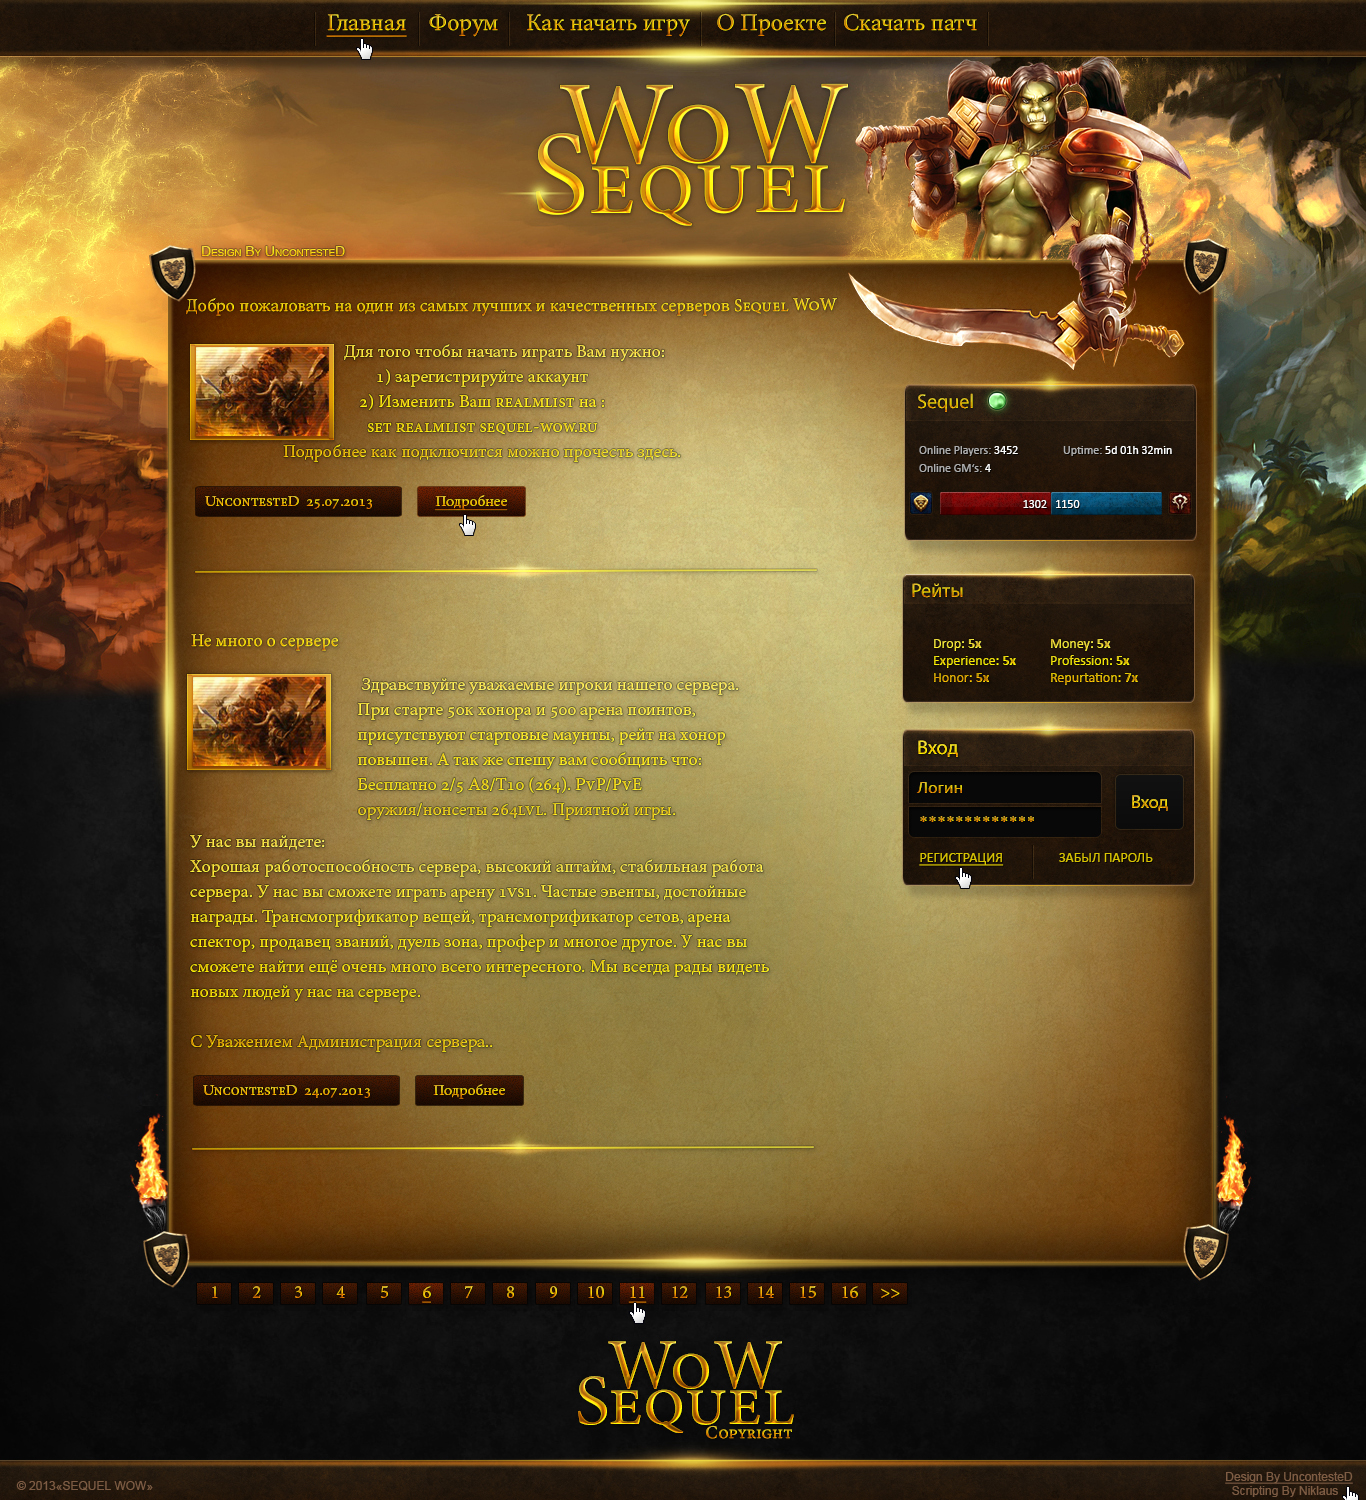 Главная Форум Как начать игру О Проекте Скачать патч
WoW
Sequel
Design By UncontesteD
Добро пожаловать на один из самых лучших и качественных серверов Sequel WoW
Для того чтобы начать играть Вам нужно:
1) зарегистрируйте аккаунт
2) Изменить Ваш realmlist на :
set realmlist sequel-wow.ru
Подробнее как подключится можно прочесть здесь.
UncontesteD 25.07.2013
Подробнее
Не много о сервере
Здравствуйте уважаемые игроки нашего сервера.
При старте 50к хонора и 500 арена поинтов,
присутствуют стартовые маунты, рейт на хонор
повышен. А так же спешу вам сообщить что:
Бесплатно 2/5 А8/Т10 (264). PvP/PvE
оружия/нонсеты 264lvl. Приятной игры.
У нас вы найдете:
Хорошая работоспособность сервера, высокий аптайм, стабильная работа
сервера. У нас вы сможете играть арену 1vs1. Частые эвенты, достойные
награды. Трансмогрификатор вещей, трансмогрификатор сетов, арена
спектор, продавец званий, дуель зона, профер и многое другое. У нас вы
сможете найти ещё очень много всего интересного. Мы всегда рады видеть
новых людей у нас на сервере.
С Уважением Администрация сервера..
UncontesteD 24.07.2013
Подробнее
Sequel
Online Players: 3452 Uptime: 5d 01h 32min
Online GM's: 4
1302 1150
Рейты
Drop: 5x Money: 5x
Experience: 5x Profession: 5x
Honor: 5x Repurtation: 7x
Вход
Логин
*************
Вход
РЕГИСТРАЦИЯ ЗАБЫЛ ПАРОЛЬ
1 2 3 4 5 6 7 8 9 10 11 12 13 14 15 16 >>
WoW
Sequel
Copyright
© 2013«SEQUEL WOW»
Design By UncontesteD
Scripting By Niklaus